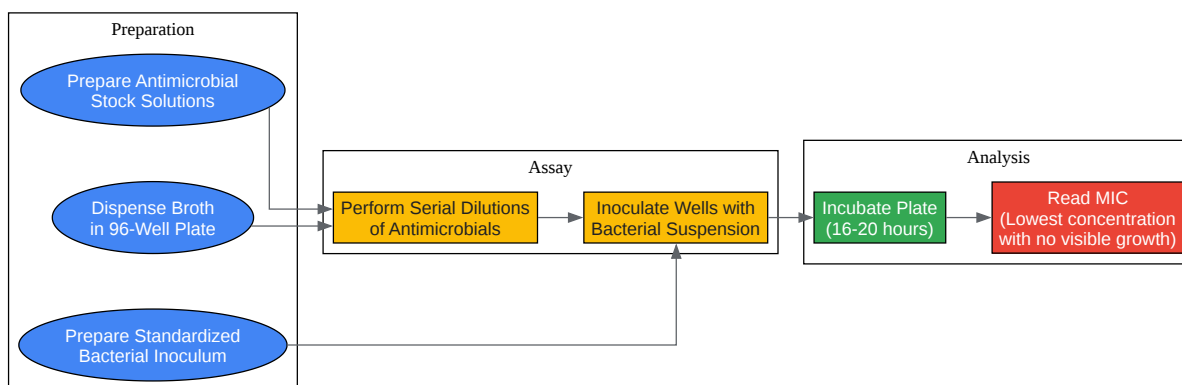 Preparation
Prepare Antimicrobial
Stock Solutions
Dispense Broth
in 96-Well Plate
Prepare Standardized
Bacterial Inoculum
Assay
Perform Serial Dilutions
of Antimicrobials
Inoculate Wells with
Bacterial Suspension
Analysis
Incubate Plate
(16-20 hours)
Read MIC
(Lowest concentration
with no visible growth)